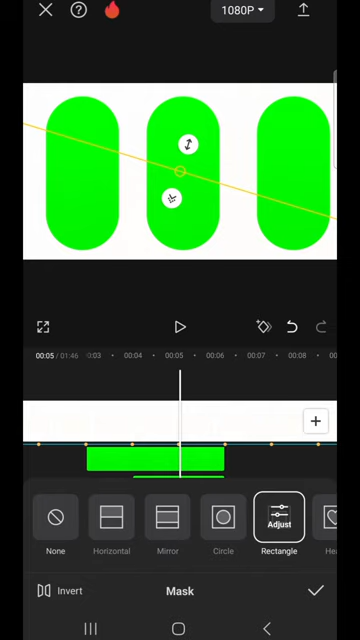 1080P
00:05 / 01:46
0:03
00:04
00:05
00:06
00:07
00:08
None
Horizontal
Mirror
Circle
Adjust
Rectangle
Invert
Mask